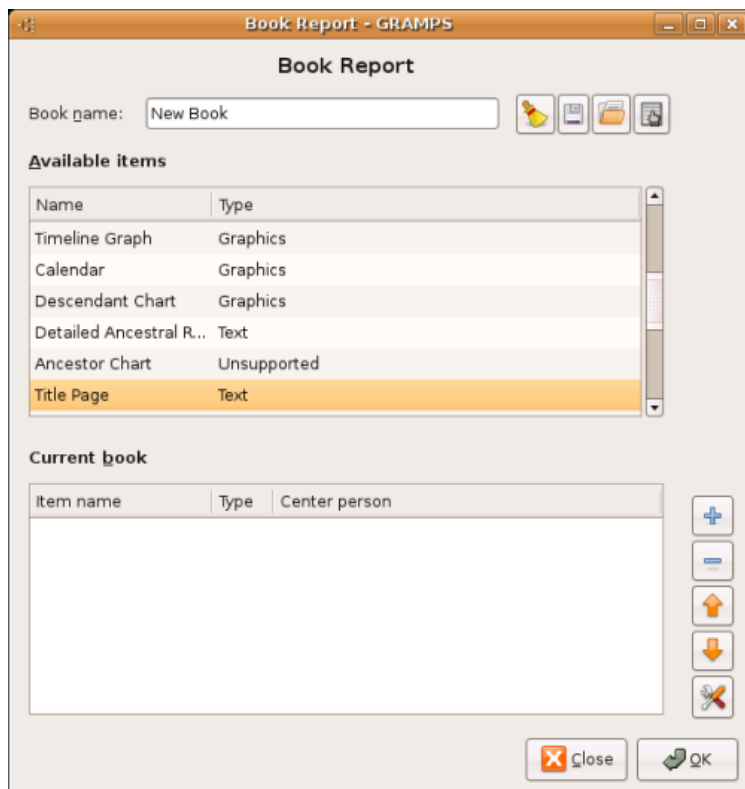 Book Report - GRAMPS
Book Report
Book name: New Book
Available items
Name Type
Timeline Graph Graphics
Calendar Graphics
Descendant Chart Graphics
Detailed Ancestral R... Text
Ancestor Chart Unsupported
Title Page Text
Current book
Item name Type Center person
Close OK